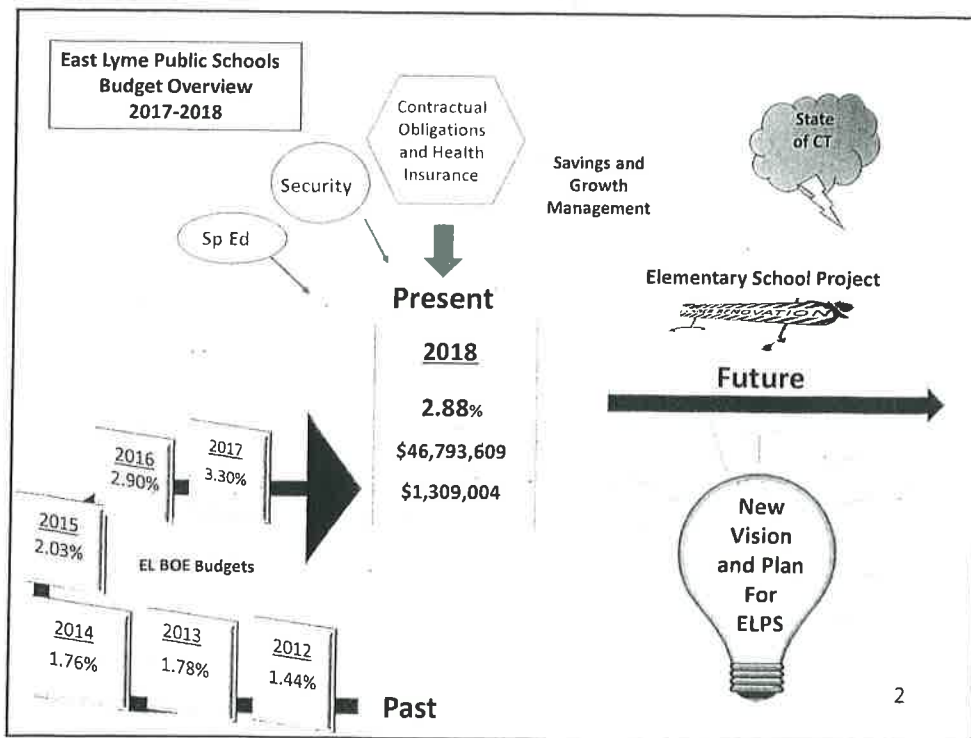 East Lyme Public Schools
Budget Overview
2017-2018
Contractual
Obligations
and Health
Insurance
Security
Sp Ed
Savings and
Growth
Management
State
of CT
Elementary School Project
RENOVATION
Present
2018
2.88%
$46,793,609
$1,309,004
Future
2017
3.30%
2016
2.90%
2015
2.03%
EL BOE Budgets
2014
1.76%
2013
1.78%
2012
1.44%
Past
New
Vision
and Plan
For
ELPS
2